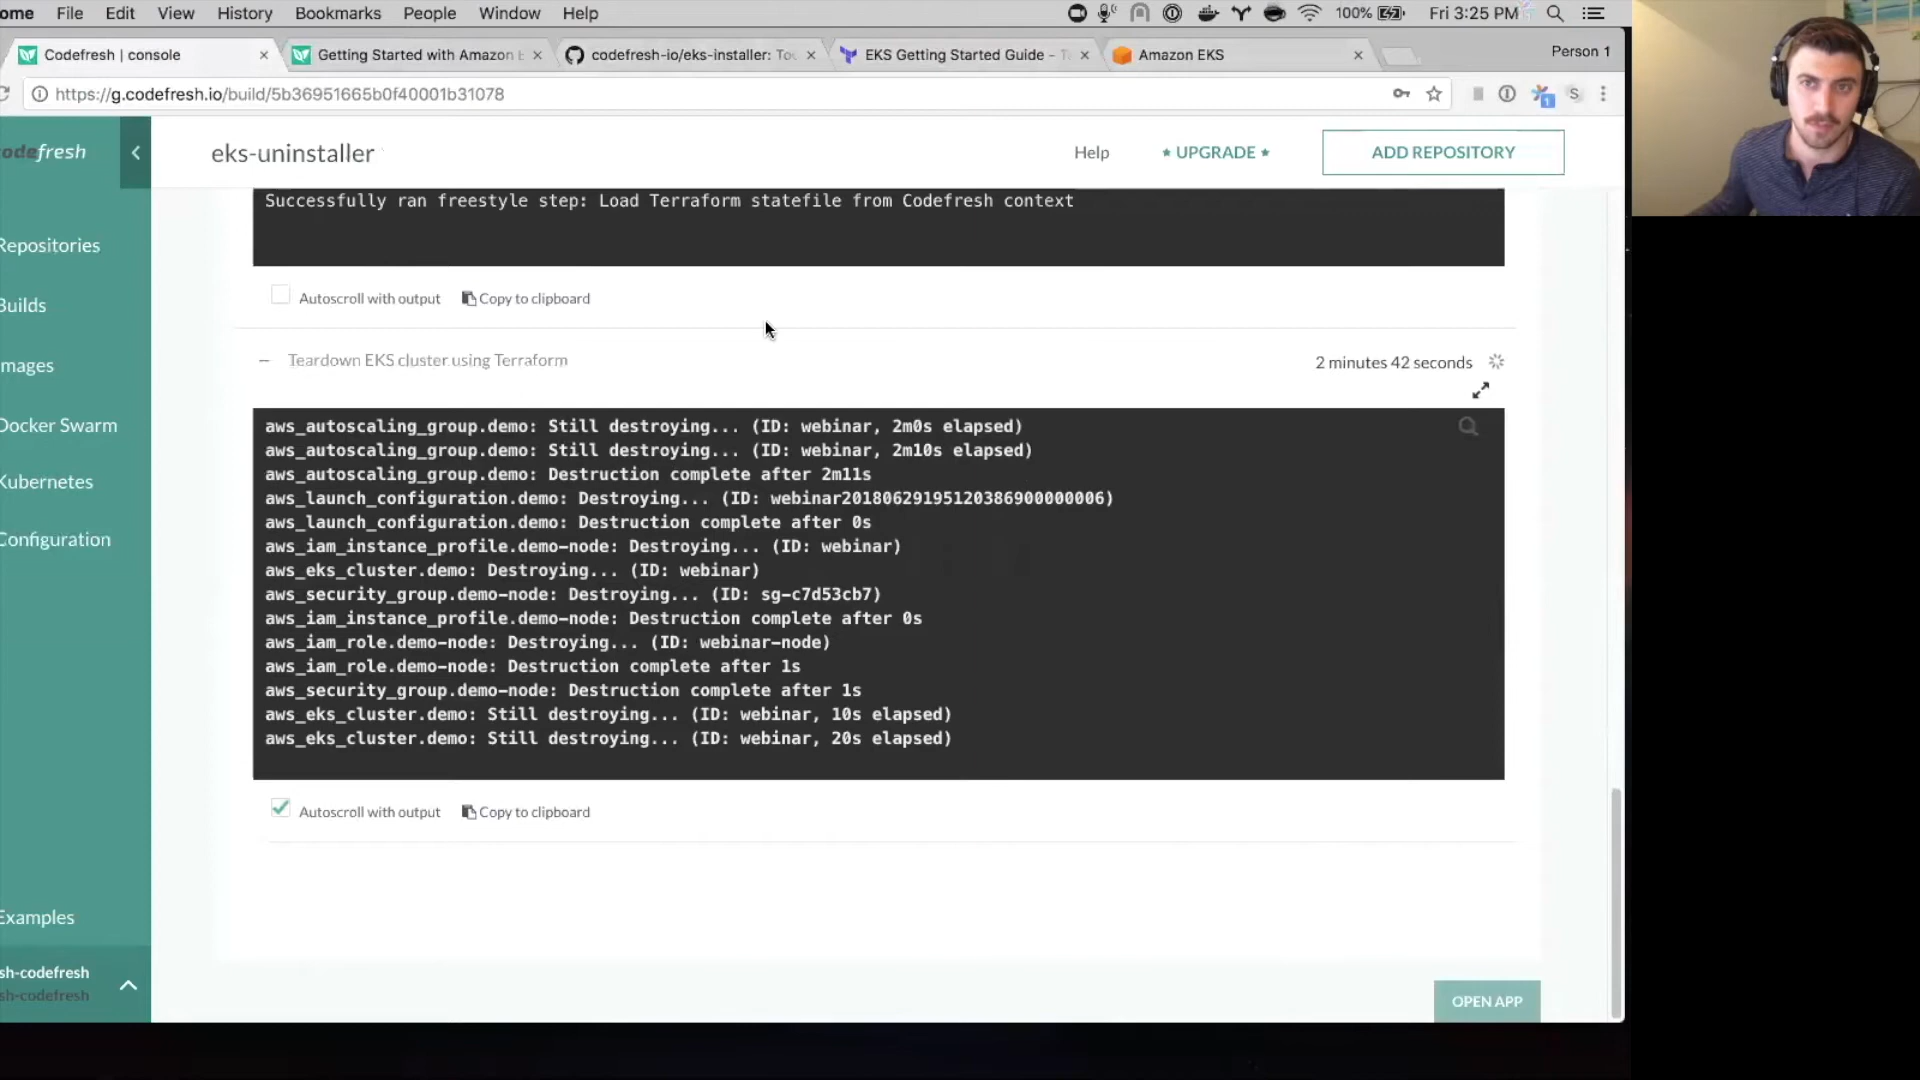 ome File Edit View History Bookmarks People Window Help 100% Fri 3:25 PM
Codefresh | console
Getting Started with Amazon E
codefresh-io/eks-installer: Too
EKS Getting Started Guide - T
Amazon EKS
Person 1
https://g.codefresh.io/build/5b36951665b0f40001b31078
codefresh
eks-uninstaller
Help
UPGRADE
ADD REPOSITORY
Repositories
Builds
Images
Docker Swarm
Kubernetes
Configuration
Examples
sh-codefresh
sh-codefresh
Successfully ran freestyle step: Load Terraform statefile from Codefresh context
Autoscroll with output Copy to clipboard
Teardown EKS cluster using Terraform 2 minutes 42 seconds
aws_autoscaling_group.demo: Still destroying... (ID: webinar, 2m0s elapsed)
aws_autoscaling_group.demo: Still destroying... (ID: webinar, 2m10s elapsed)
aws_autoscaling_group.demo: Destruction complete after 2m11s
aws_launch_configuration.demo: Destroying... (ID: webinar20180629195120386900000006)
aws_launch_configuration.demo: Destruction complete after 0s
aws_iam_instance_profile.demo-node: Destroying... (ID: webinar)
aws_eks_cluster.demo: Destroying... (ID: webinar)
aws_security_group.demo-node: Destroying... (ID: sg-c7d53cb7)
aws_iam_instance_profile.demo-node: Destruction complete after 0s
aws_iam_role.demo-node: Destroying... (ID: webinar-node)
aws_iam_role.demo-node: Destruction complete after 1s
aws_security_group.demo-node: Destruction complete after 1s
aws_eks_cluster.demo: Still destroying... (ID: webinar, 10s elapsed)
aws_eks_cluster.demo: Still destroying... (ID: webinar, 20s elapsed)
Autoscroll with output Copy to clipboard
OPEN APP